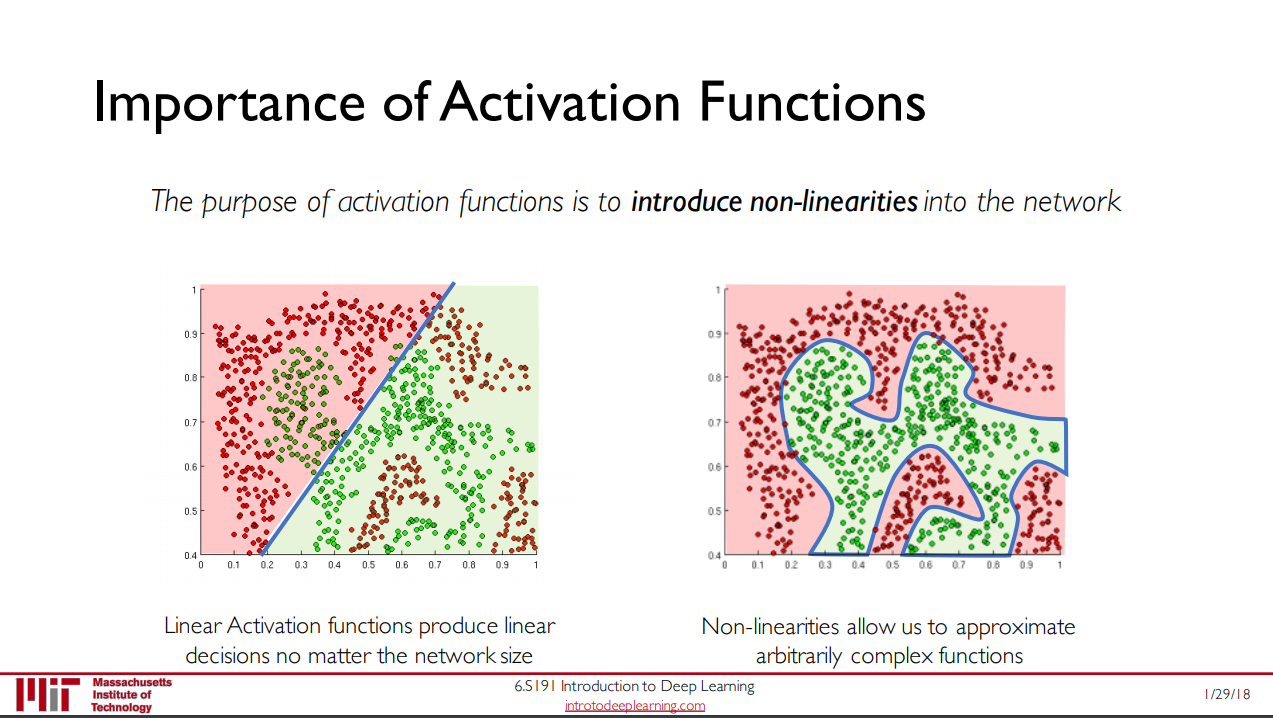 Importance of Activation Functions
The purpose of activation functions is to introduce non-linearities into the network
1
0.9
0.8
0.7
0.6
0.5
0.4
0 0.1 0.2 0.3 0.4 0.5 0.6 0.7 0.8 0.9 1
1
0.9
0.8
0.7
0.6
0.5
0.4
0 0.1 0.2 0.3 0.4 0.5 0.6 0.7 0.8 0.9 1
Linear Activation functions produce linear
decisions no matter the network size
Non-linearities allow us to approximate
arbitrarily complex functions
Massachusetts
Institute of
Technology
6.S191 Introduction to Deep Learning
introtodeeplearning.com
1/29/18